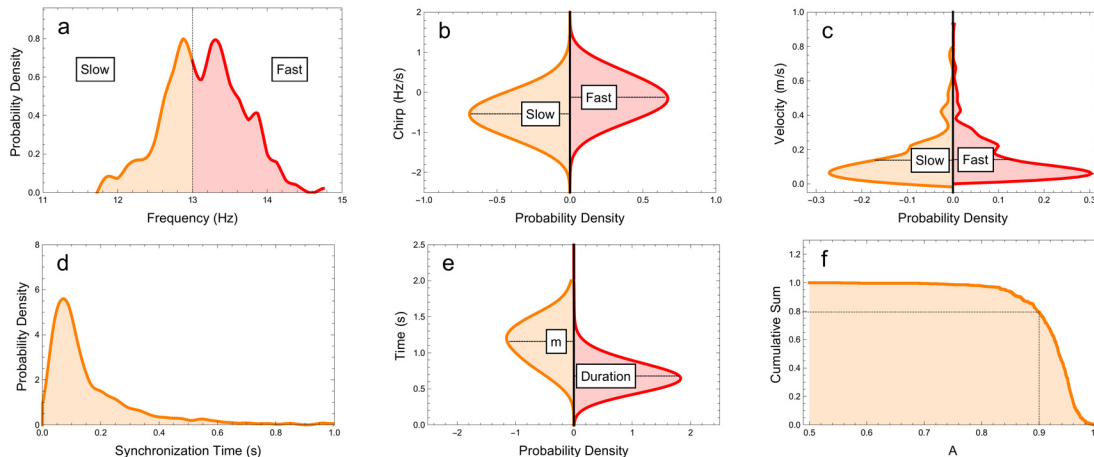 a
Slow
Fast
Probability Density
0.8
0.6
0.4
0.2
0.0
11 12 13 14 15
Frequency (Hz)
b
Slow
Fast
Chirp (Hz/s)
2
1
0
−1
−2
−1.0 −0.5 0.0 0.5 1.0
Probability Density
c
Slow
Fast
Velocity (m/s)
1.0
0.8
0.6
0.4
0.2
0.0
−0.3 −0.2 −0.1 0.0 0.1 0.2 0.3
Probability Density
d
Probability Density
8
6
4
2
0
0.0 0.2 0.4 0.6 0.8 1.0
Synchronization Time (s)
e
m
Duration
Time (s)
2.5
2.0
1.5
1.0
0.5
0.0
−2 −1 0 1 2
Probability Density
f
Cumulative Sum
1.2
1.0
0.8
0.6
0.4
0.2
0.0
0.5 0.6 0.7 0.8 0.9 1.0
A